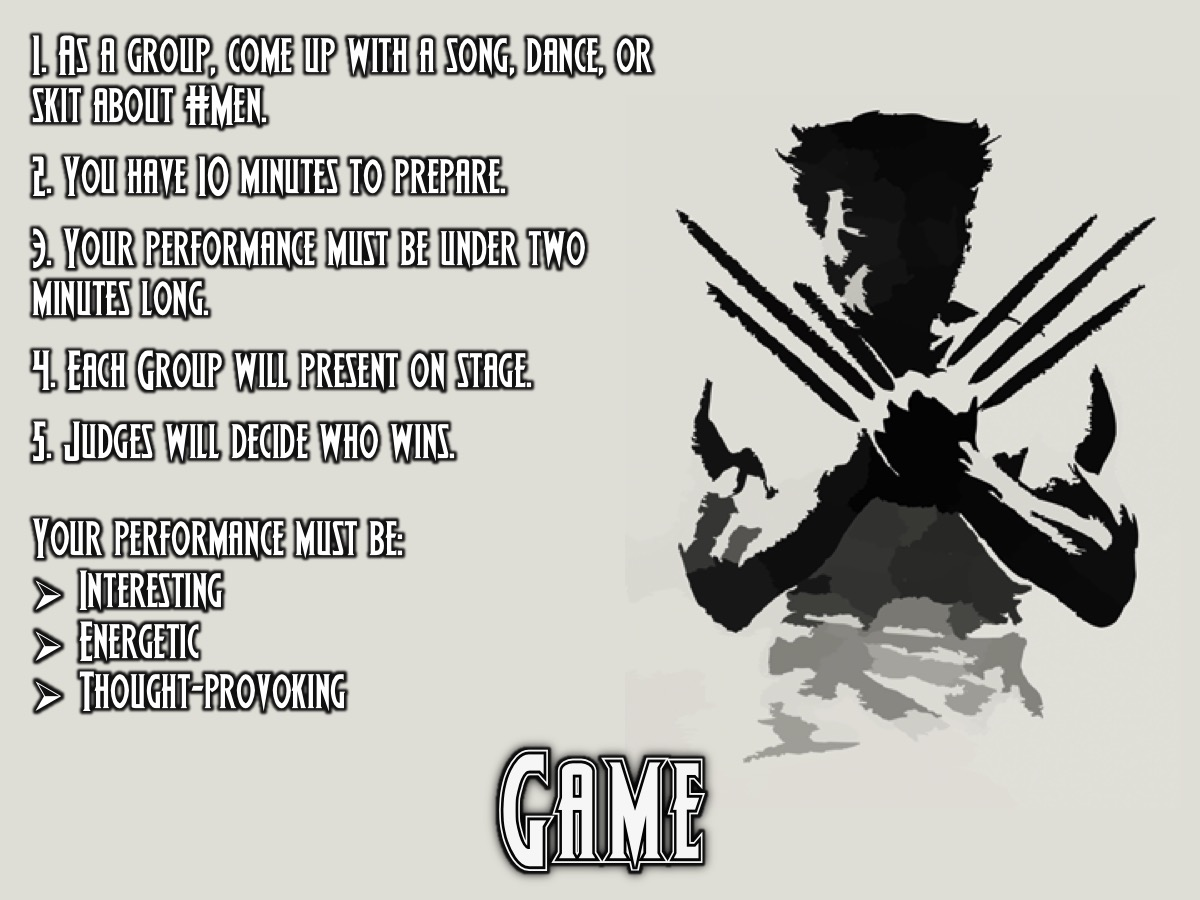 1. As a group, come up with a song, dance, or
skit about #Men.
2. You have 10 minutes to prepare.
3. Your performance must be under two
minutes long.
4. Each Group will present on stage.
5. Judges will decide who wins.
Your performance must be:
➢ Interesting
➢ Energetic
➢ Thought-provoking
Game